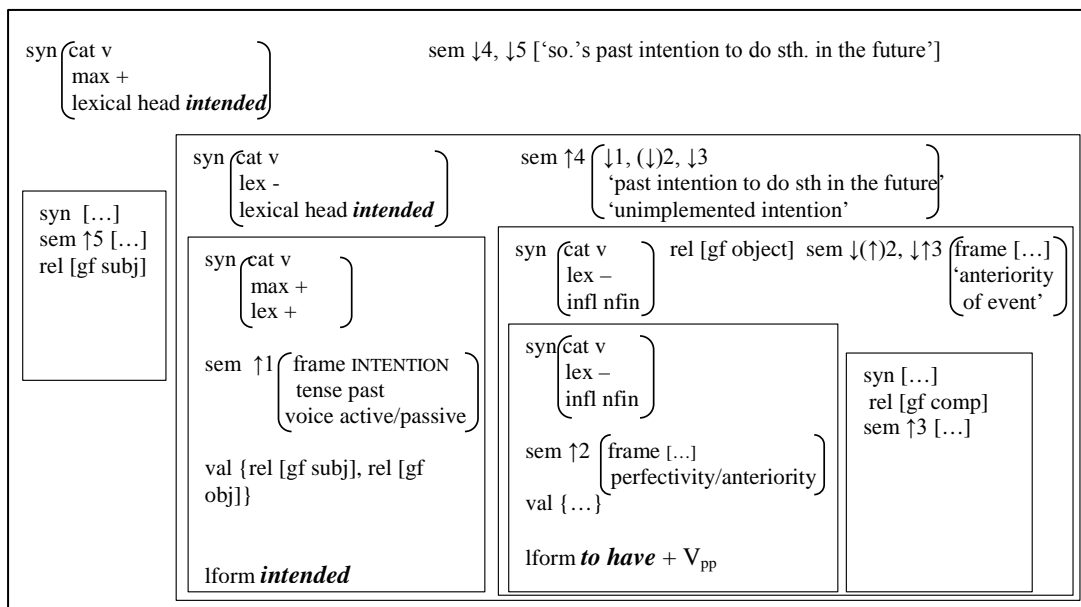 syn cat v
max +
lexical head intended
sem ↓4, ↓5 ['so.'s past intention to do sth. in the future']
syn cat v
lex -
lexical head intended
sem ↑4 ↓1, (↓)2, ↓3
'past intention to do sth in the future'
'unimplemented intention'
syn […]
sem ↑5 […]
rel [gf subj]
syn cat v
max +
lex +
sem ↑1 frame INTENTION
tense past
voice active/passive
val {rel [gf subj], rel [gf
obj]}
lform intended
syn cat v
lex –
infl nfin
rel [gf object] sem ↓(↑)2, ↓↑3 frame […]
'anteriority
of event'
syn cat v
lex –
infl nfin
sem ↑2 frame […]
perfectivity/anteriority
val {…}
lform to have + Vpp
syn […]
rel [gf comp]
sem ↑3 […]